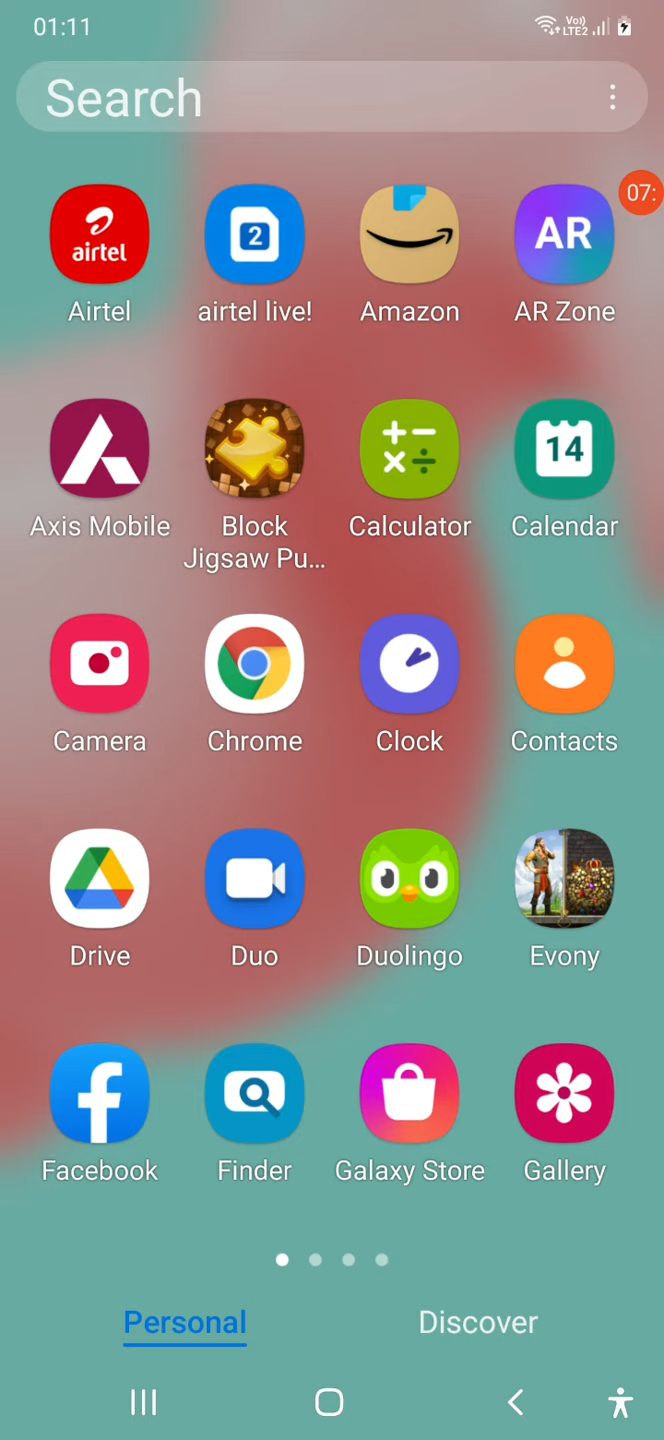 01:11
Vo)) LTE2
Search
07:
airtel
2
AR
Airtel
airtel live!
Amazon
AR Zone
14
Axis Mobile
Block
Jigsaw Pu...
Calculator
Calendar
Camera
Chrome
Clock
Contacts
Drive
Duo
Duolingo
Evony
Facebook
Finder
Galaxy Store
Gallery
Personal
Discover